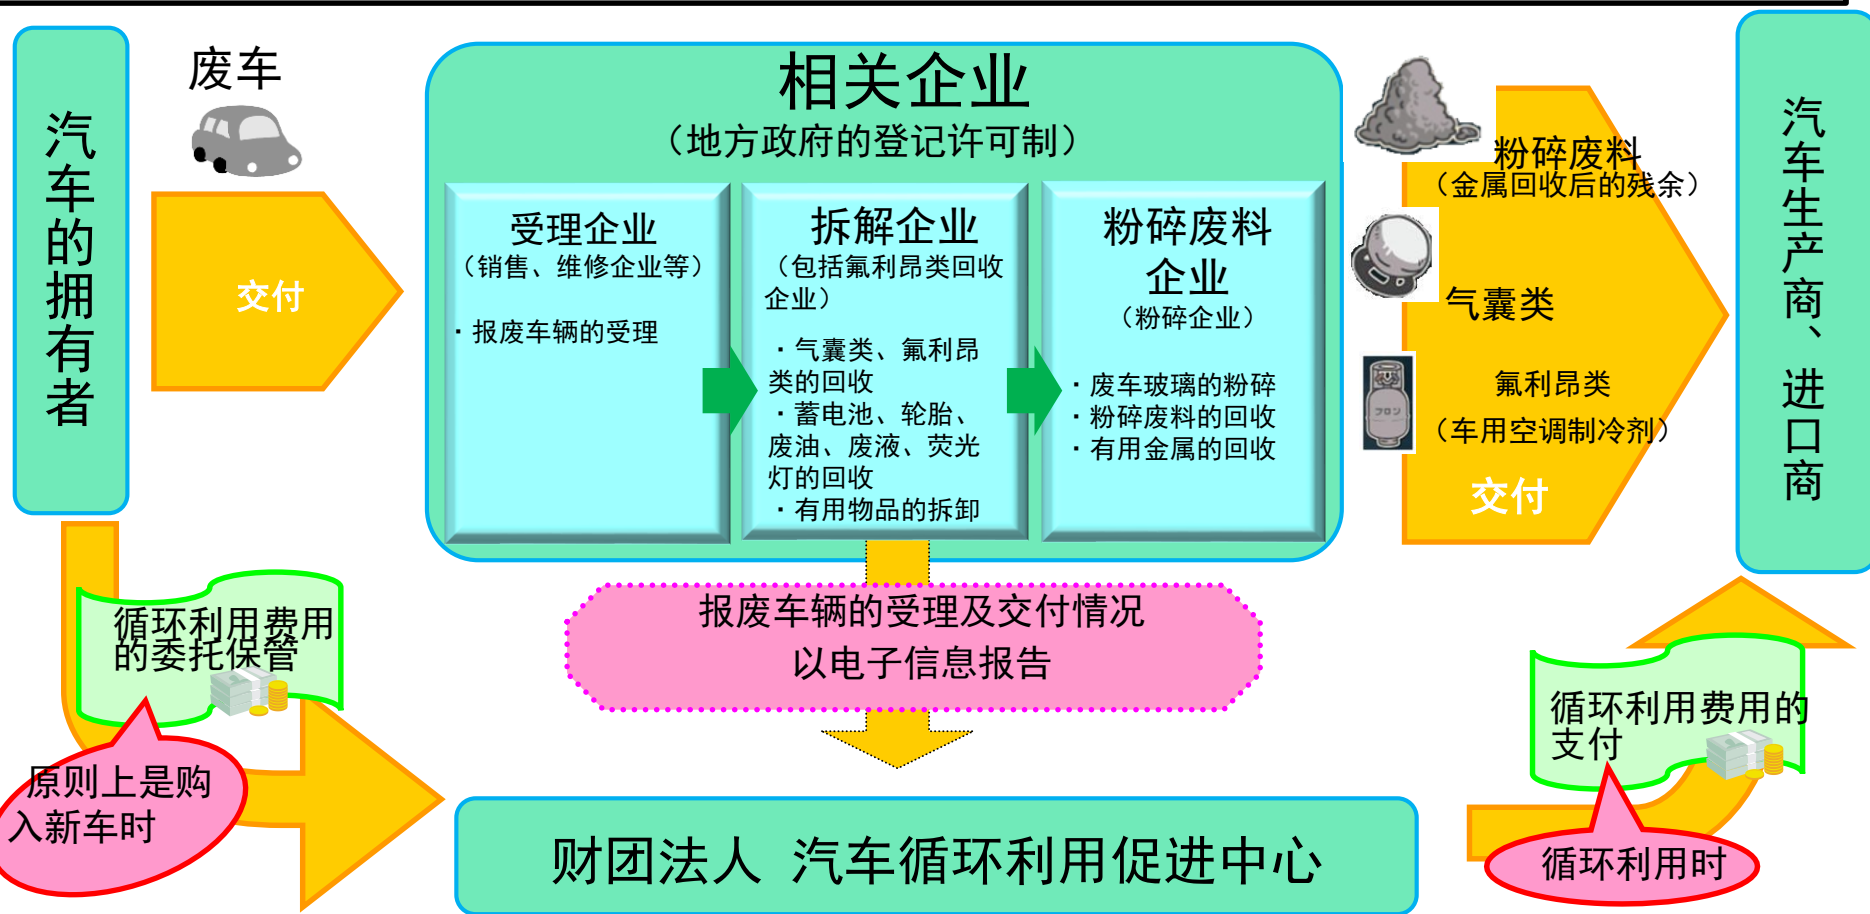 汽车的拥有者
废车
交付
相关企业
（地方政府的登记许可制）
受理企业
（销售、维修企业等）
・报废车辆的受理
拆解企业
（包括氟利昂类回收
企业）
・气囊类、氟利昂
类的回收
・蓄电池、轮胎、
废油、废液、荧光
灯的回收
・有用物品的拆卸
粉碎废料
企业
（粉碎企业）
・废车玻璃的粉碎
・粉碎废料的回收
・有用金属的回收
粉碎废料
（金属回收后的残余）
气囊类
フロン
氟利昂类
（车用空调制冷剂）
交付
汽车生产商、进口商
循环利用费用
的委托保管
原则上是购
入新车时
报废车辆的受理及交付情况
以电子信息报告
财团法人 汽车循环利用促进中心
循环利用费用的
支付
循环利用时